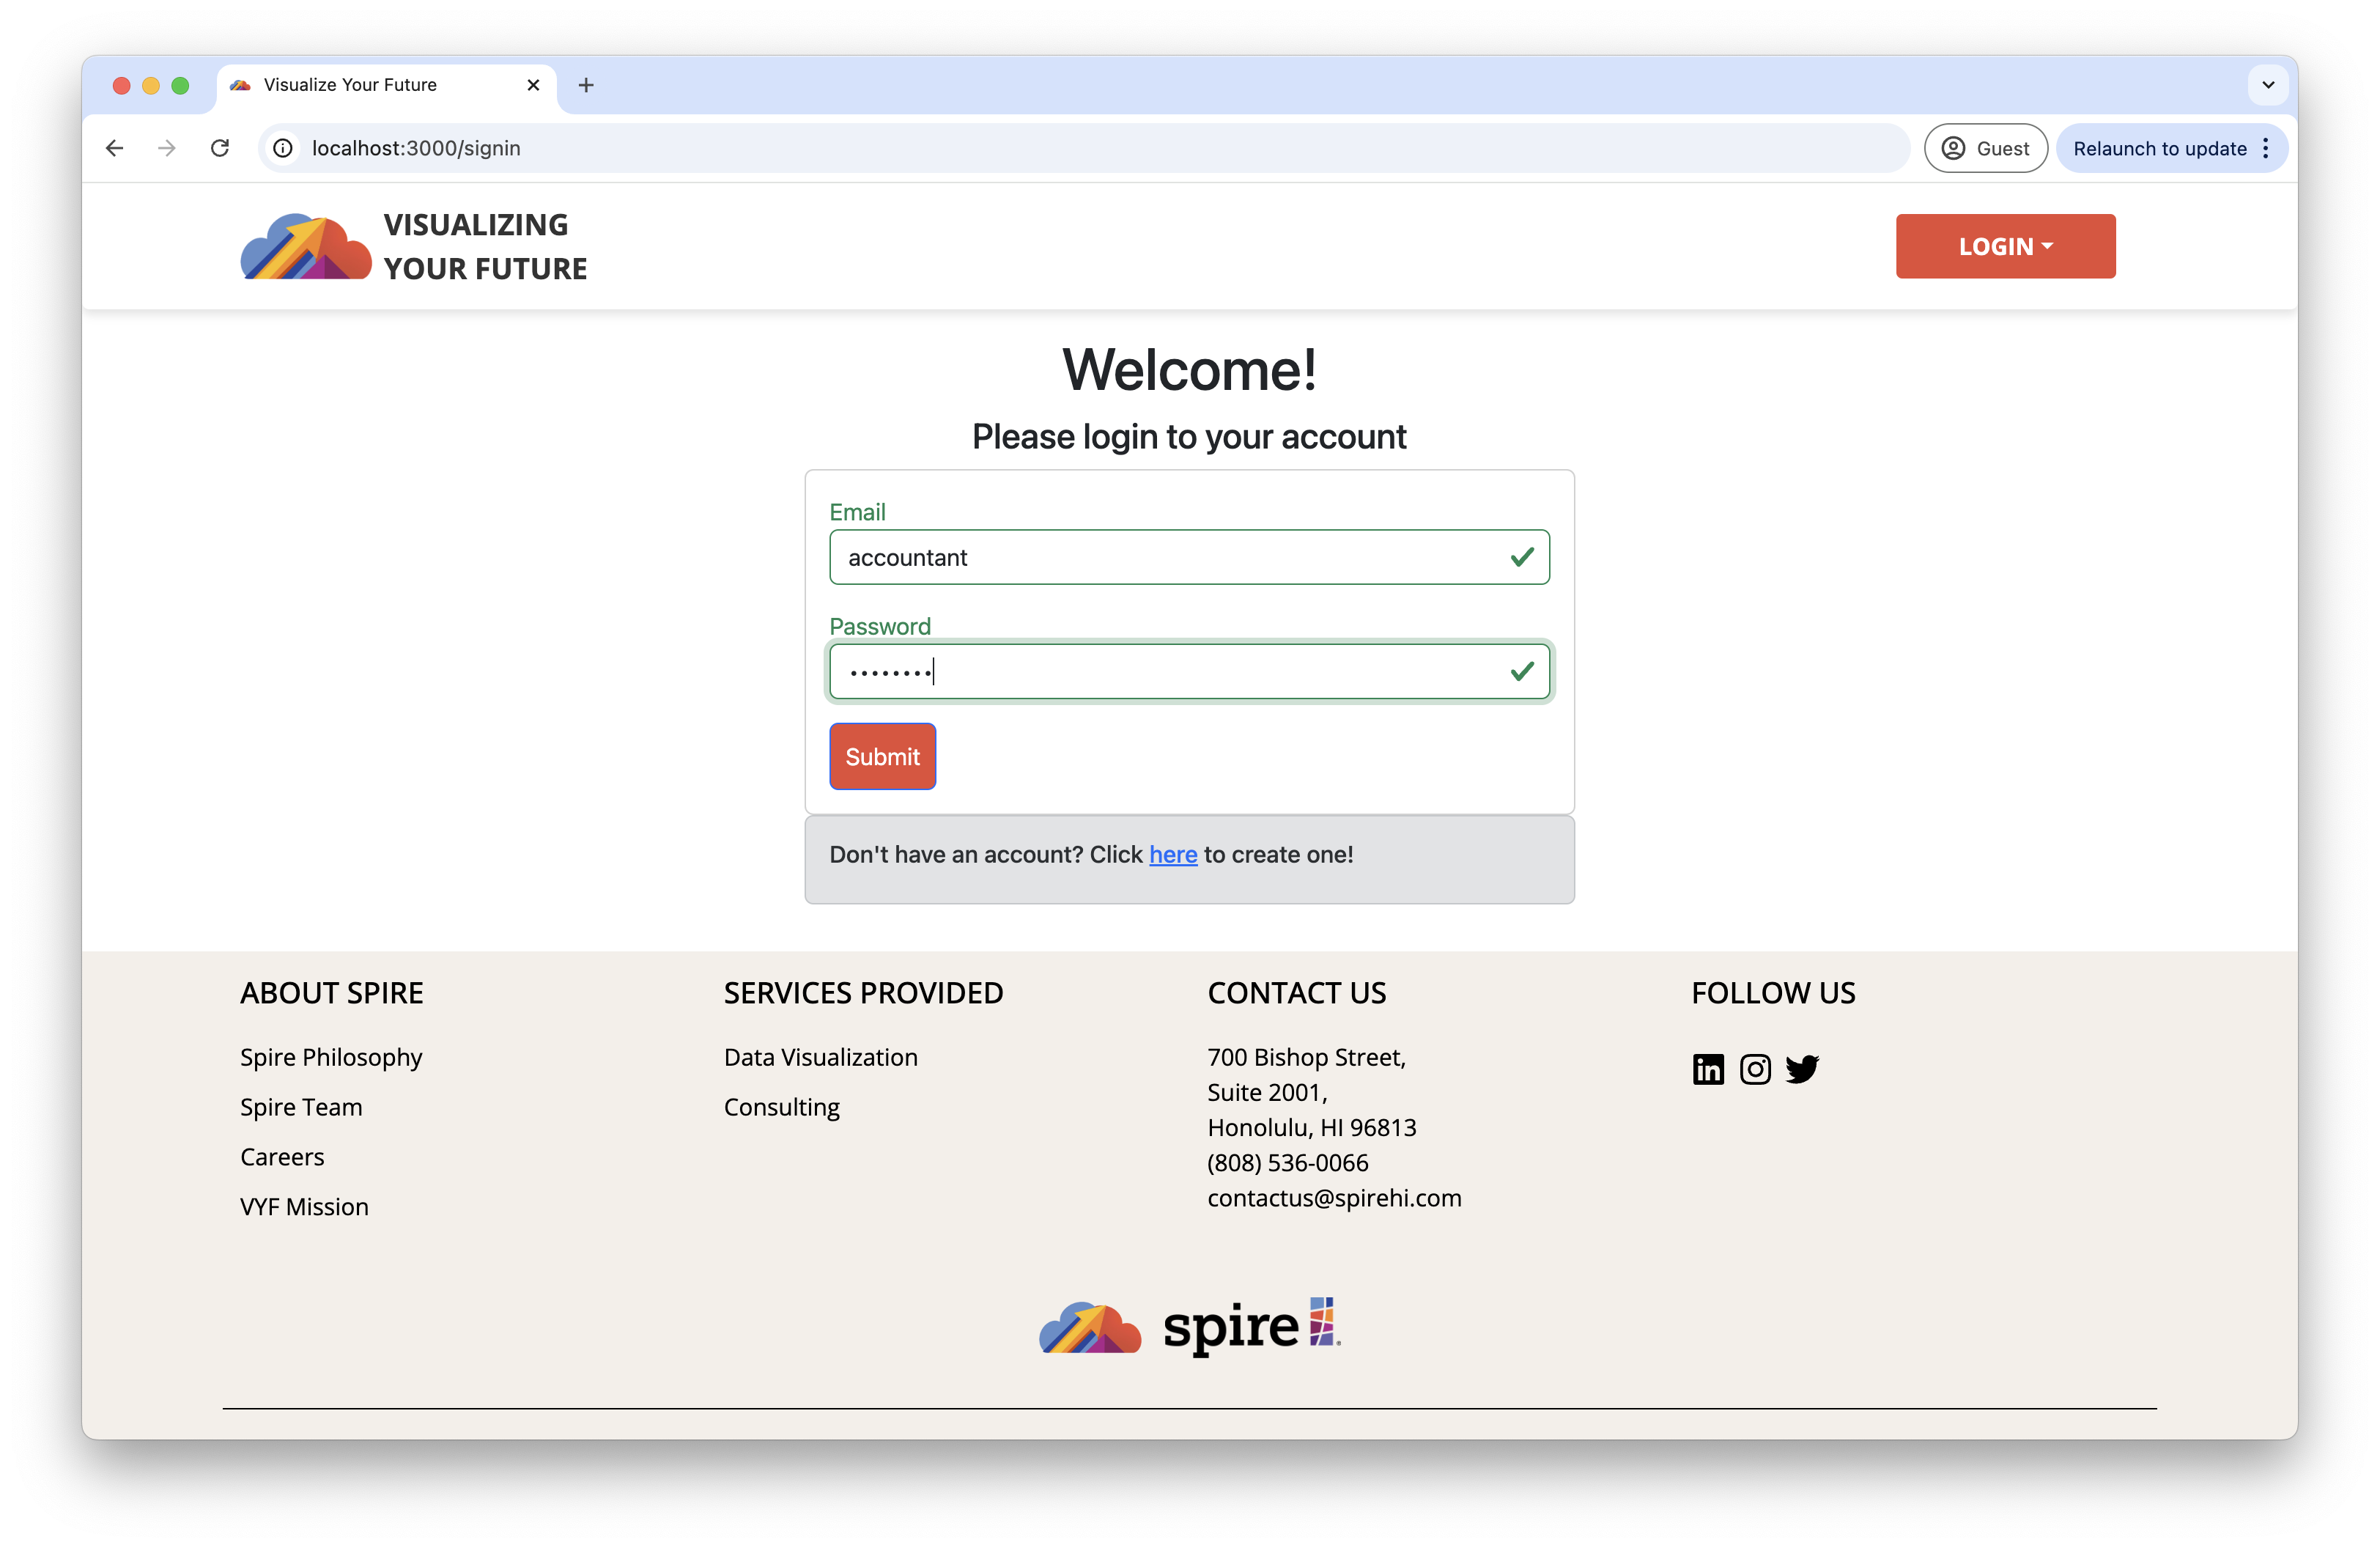 Visualize Your Future
localhost:3000/signin
Guest
Relaunch to update
VISUALIZING
YOUR FUTURE
LOGIN
Welcome!
Please login to your account
Email
accountant
Password
••••••••
Submit
Don't have an account? Click here to create one!
ABOUT SPIRE
Spire Philosophy
Spire Team
Careers
VYF Mission
SERVICES PROVIDED
Data Visualization
Consulting
CONTACT US
700 Bishop Street,
Suite 2001,
Honolulu, HI 96813
(808) 536-0066
contactus@spirehi.com
FOLLOW US
in
spire